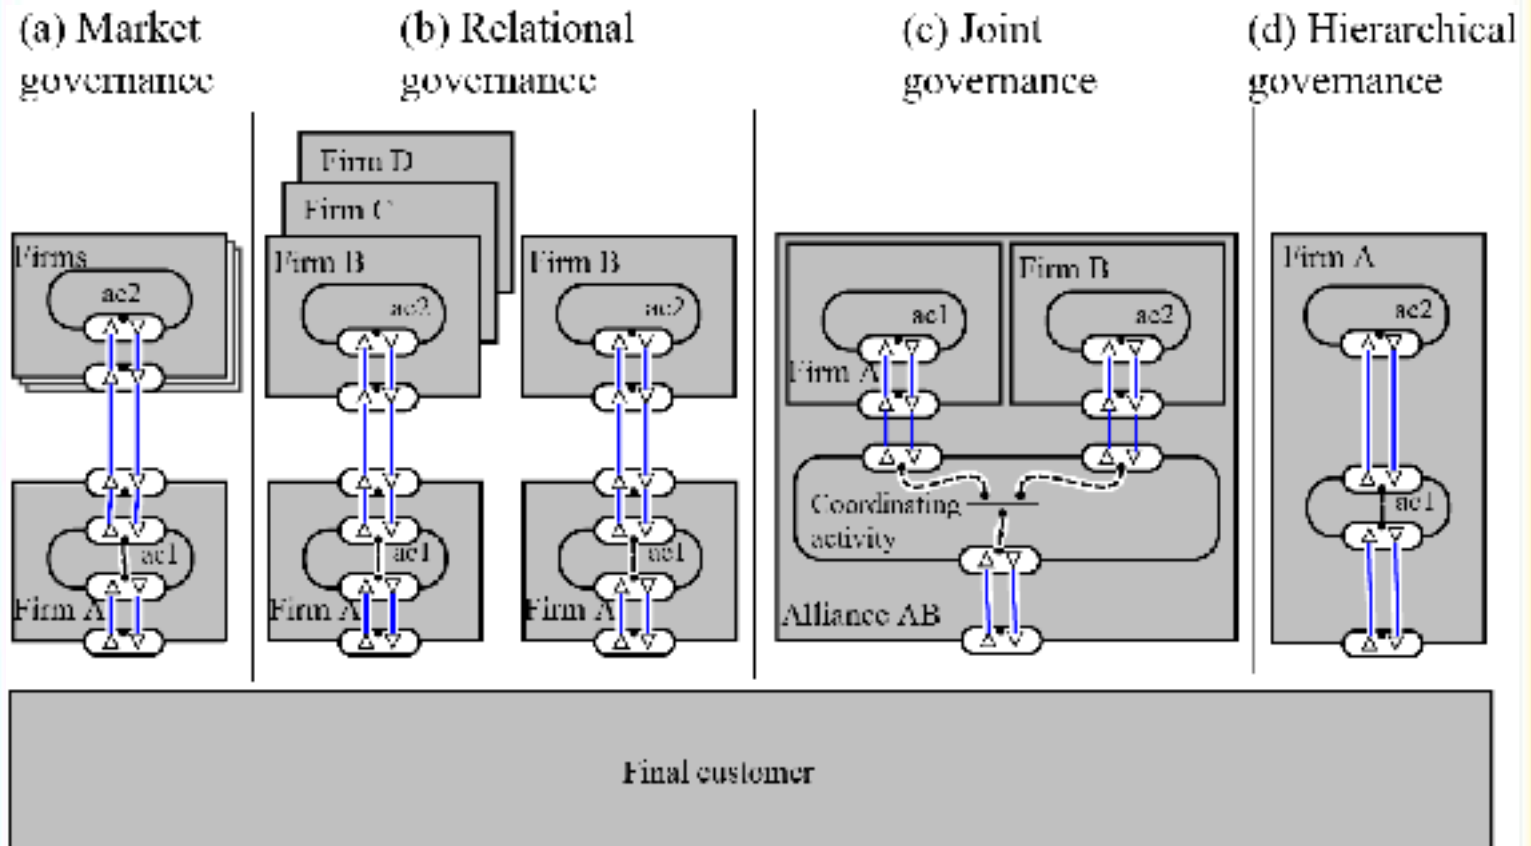 (a) Market
governance
(b) Relational
governance
(c) Joint
governance
(d) Hierarchical
governance
Firms
ac2
ac1
Firm A
Firm D
Firm C
Firm B
ac2
ac1
Firm A
Firm B
ac2
ac1
Firm A
ac1
Firm A
Firm B
ac2
Coordinating
activity
Alliance AB
Firm A
ac2
ac1
Final customer